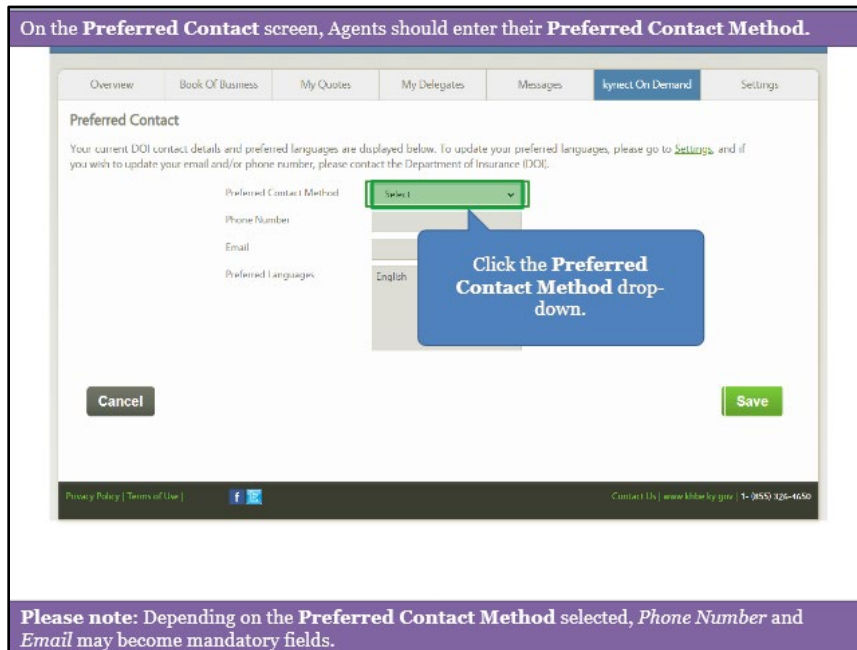 On the Preferred Contact screen, Agents should enter their Preferred Contact Method.
Overview Book Of Business My Quotes My Delegates Messages kynect On Demand Settings
Preferred Contact
Your current DOI contact details and preferred languages are displayed below. To update your preferred languages, please go to Settings, and if
you wish to update your email and/or phone number, please contact the Department of Insurance (DOI).
Preferred Contact Method Select
Phone Number
Email
Preferred Languages English
Click the Preferred
Contact Method drop-
down.
Cancel Save
Privacy Policy | Terms of Use | Contact Us | www.khbe.ky.gov | 1- (855) 326-4650
Please note: Depending on the Preferred Contact Method selected, Phone Number and
Email may become mandatory fields.